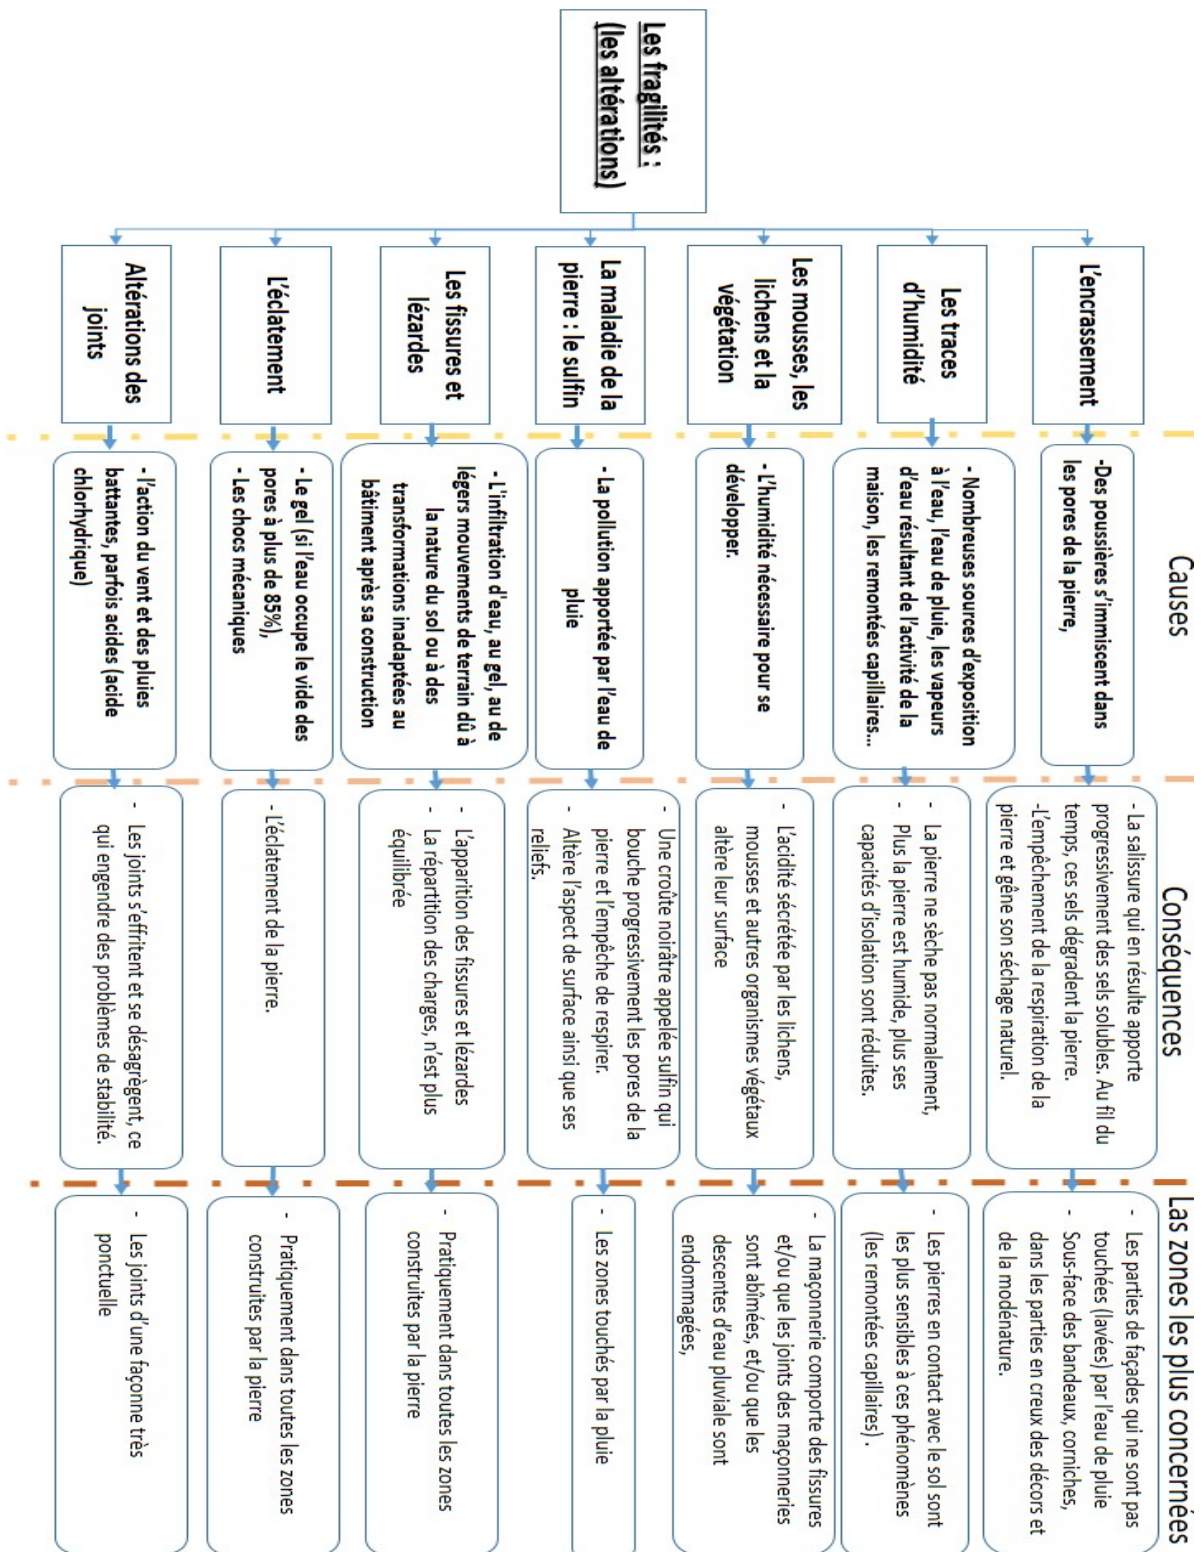 Les fragilités :
(les altérations)
Causes
Conséquences
Las zones les plus concernées
L'encrassement
-Des poussières s'immiscent dans
les pores de la pierre,
- La salissure qui en résulte apporte
progressivement des sels solubles. Au fil du
temps, ces sels dégradent la pierre.
-L'empêchement de la respiration de la
pierre et gêne son séchage naturel.
- Les parties de façades qui ne sont pas
touchées (lavées) par l'eau de pluie
- Sous-face des bandeaux, corniches,
dans les parties en creux des décors et
de la modénature.
Les traces
d'humidité
- Nombreuses sources d'exposition
à l'eau, l'eau de pluie, les vapeurs
d'eau résultant de l'activité de la
maison, les remontées capillaires...
- La pierre ne sèche pas normalement,
- Plus la pierre est humide, plus ses
capacités d'isolation sont réduites.
- Les pierres en contact avec le sol sont
les plus sensibles à ces phénomènes
(les remontées capillaires) .
Les mousses, les
lichens et la
végétation
- L'humidité nécessaire pour se
développer.
- L'acidité sécrétée par les lichens,
mousses et autres organismes végétaux
altère leur surface
- La maçonnerie comporte des fissures
et/ou que les joints des maçonneries
sont abîmées, et/ou que les
descentes d'eau pluviale sont
endommagées,
La maladie de la
pierre : le sulfin
- La pollution apportée par l'eau de
pluie
- Une croûte noirâtre appelée sulfin qui
bouche progressivement les pores de la
pierre et l'empêche de respirer.
- Altère l'aspect de surface ainsi que ses
reliefs.
- Les zones touchés par la pluie
Les fissures et
lézardes
- L'infiltration d'eau, au gel, au de
légers mouvements de terrain dû à
la nature du sol ou à des
transformations inadaptées au
bâtiment après sa construction
- L'apparition des fissures et lézardes
- La répartition des charges, n'est plus
équilibrée
- Pratiquement dans toutes les zones
construites par la pierre
L'éclatement
- Le gel (si l'eau occupe le vide des
pores à plus de 85%),
- Les chocs mécaniques
- L'éclatement de la pierre.
- Pratiquement dans toutes les zones
construites par la pierre
Altérations des
joints
- l'action du vent et des pluies
battantes, parfois acides (acide
chlorhydrique)
- Les joints s'effritent et se désagrègent, ce
qui engendre des problèmes de stabilité.
- Les joints d'une façonne très
ponctuelle